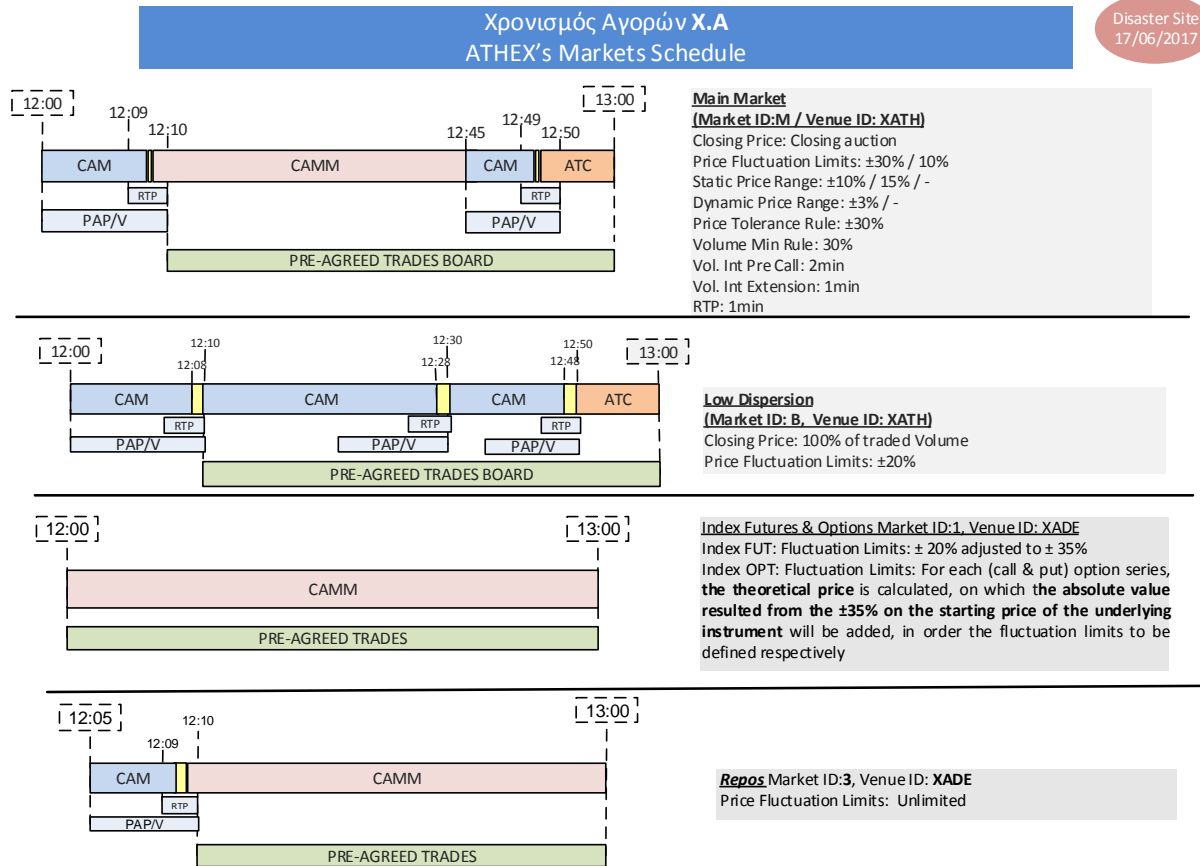 Χρονισμός Αγορών Χ.Α
ATHEX's Markets Schedule
Disaster Site
17/06/2017
12:00
12:09
12:10
12:45
12:49
12:50
13:00
CAM
CAMM
CAM
ATC
RTP
RTP
PAP/V
PAP/V
PRE-AGREED TRADES BOARD
Main Market
(Market ID:M / Venue ID: XATH)
Closing Price: Closing auction
Price Fluctuation Limits: ±30% / 10%
Static Price Range: ±10% / 15% / -
Dynamic Price Range: ±3% / -
Price Tolerance Rule: ±30%
Volume Min Rule: 30%
Vol. Int Pre Call: 2min
Vol. Int Extension: 1min
RTP: 1min
12:00
12:08
12:10
12:28
12:30
12:48
12:50
13:00
CAM
CAM
CAM
ATC
RTP
RTP
RTP
PAP/V
PAP/V
PAP/V
PRE-AGREED TRADES BOARD
Low Dispersion
(Market ID: B, Venue ID: XATH)
Closing Price: 100% of traded Volume
Price Fluctuation Limits: ±20%
12:00
13:00
CAMM
PRE-AGREED TRADES
Index Futures & Options Market ID:1, Venue ID: XADE
Index FUT: Fluctuation Limits: ± 20% adjusted to ± 35%
Index OPT: Fluctuation Limits: For each (call & put) option series,
the theoretical price is calculated, on which the absolute value
resulted from the ±35% on the starting price of the underlying
instrument will be added, in order the fluctuation limits to be
defined respectively
12:05
12:09
12:10
13:00
CAM
CAMM
RTP
PAP/V
PRE-AGREED TRADES
Repos Market ID:3, Venue ID: XADE
Price Fluctuation Limits: Unlimited